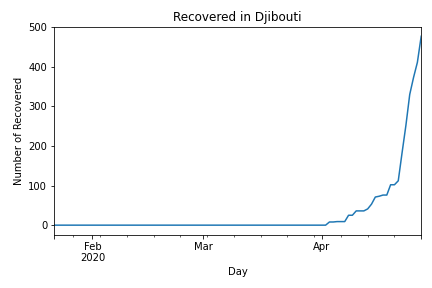 Recovered in Djibouti
500
400
300
200
100
0
Number of Recovered
Feb
2020
Mar
Apr
Day